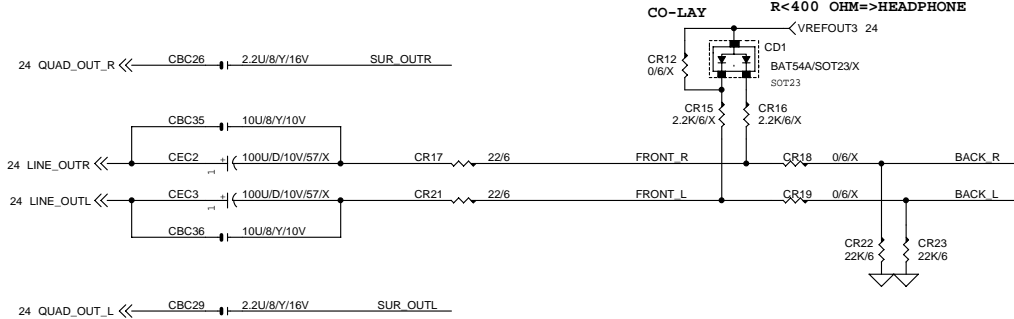 CO-LAY
R<400 OHM=>HEADPHONE
VREFOUT3 24
CD1
BAT54A/SOT23/X
SOT23
CR12
0/6/X
24 QUAD_OUT_R
CBC26
2.2U/8/Y/16V
SUR_OUTR
CR15
2.2K/6/X
CR16
2.2K/6/X
CBC35
10U/8/Y/10V
24 LINE_OUTR
CEC2
+
1
100U/D/10V/57/X
CR17
22/6
FRONT_R
CR18
0/6/X
BACK_R
24 LINE_OUTL
CEC3
+
1
100U/D/10V/57/X
CR21
22/6
FRONT_L
CR19
0/6/X
BACK_L
CBC36
10U/8/Y/10V
CR22
22K/6
CR23
22K/6
24 QUAD_OUT_L
CBC29
2.2U/8/Y/16V
SUR_OUTL